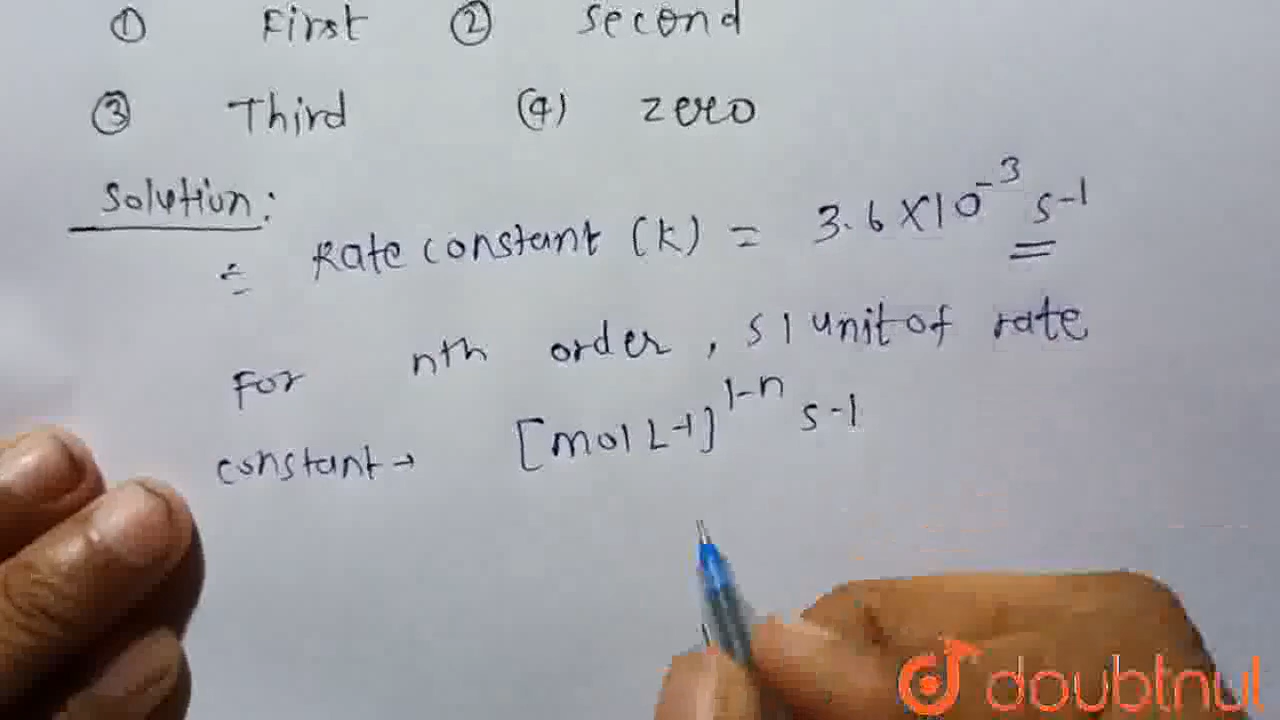 ① First ② second
③ Third (4) zero
Solution:
Rate constant (K) = 3.6 X10⁻³ s-1
For nth order, SI unit of rate
constant → [mol L-1]¹⁻ⁿ s-1
doubtnut